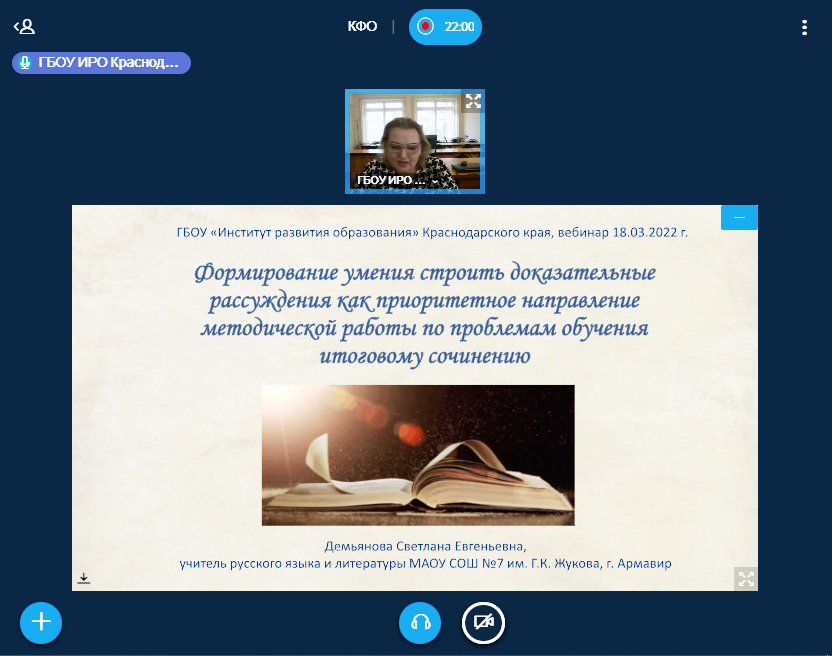 КФО | 22:00
ГБОУ ИРО Краснод...
ГБОУ ИРО ...
ГБОУ «Институт развития образования» Краснодарского края, вебинар 18.03.2022 г.
Формирование умения строить доказательные
рассуждения как приоритетное направление
методической работы по проблемам обучения
итоговому сочинению
Демьянова Светлана Евгеньевна,
учитель русского языка и литературы МАОУ СОШ №7 им. Г.К. Жукова, г. Армавир